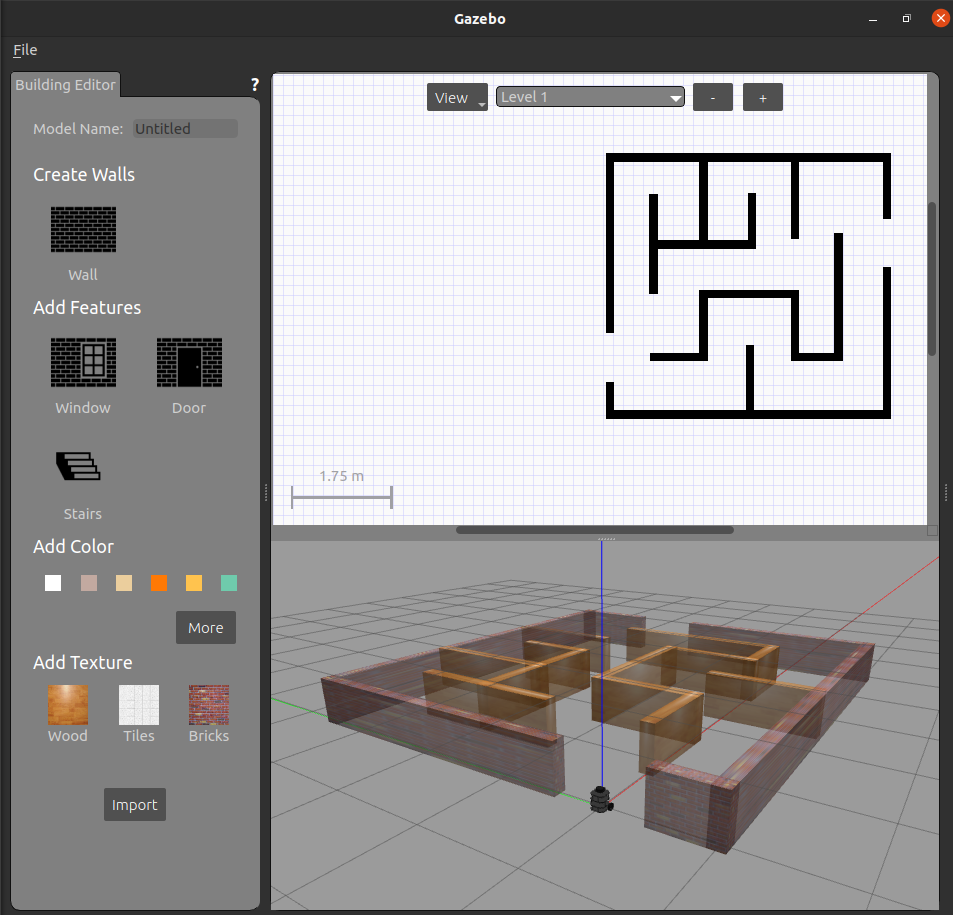 Gazebo
File
Building Editor
?
Model Name: Untitled
Create Walls
Wall
Add Features
Window
Door
Stairs
Add Color
More
Add Texture
Wood
Tiles
Bricks
Import
View
Level 1
-
+
1.75 m